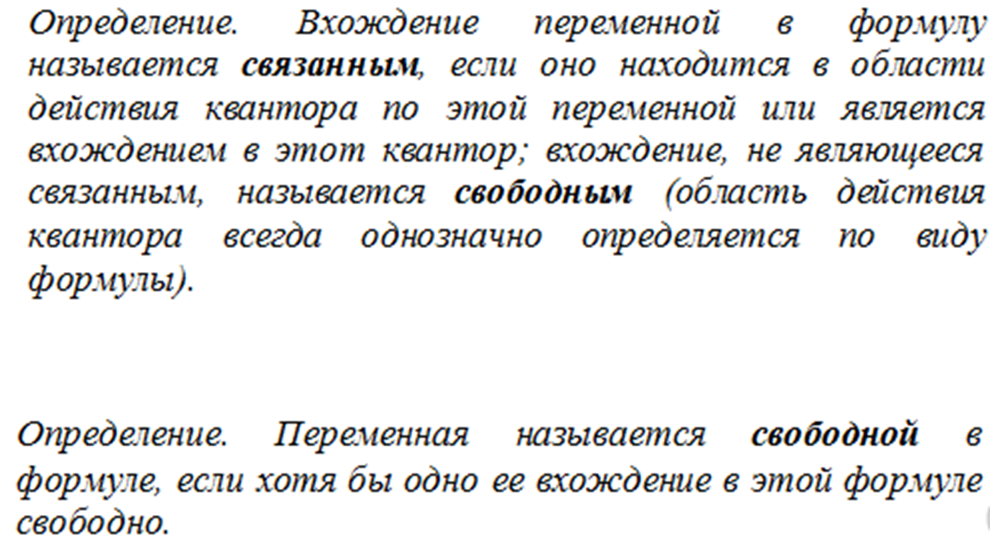 Определение. Вхождение переменной в формулу
называется связанным, если оно находится в области
действия квантора по этой переменной или является
вхождением в этот квантор; вхождение, не являющееся
связанным, называется свободным (область действия
квантора всегда однозначно определяется по виду
формулы).
Определение. Переменная называется свободной в
формуле, если хотя бы одно ее вхождение в этой формуле
свободно.